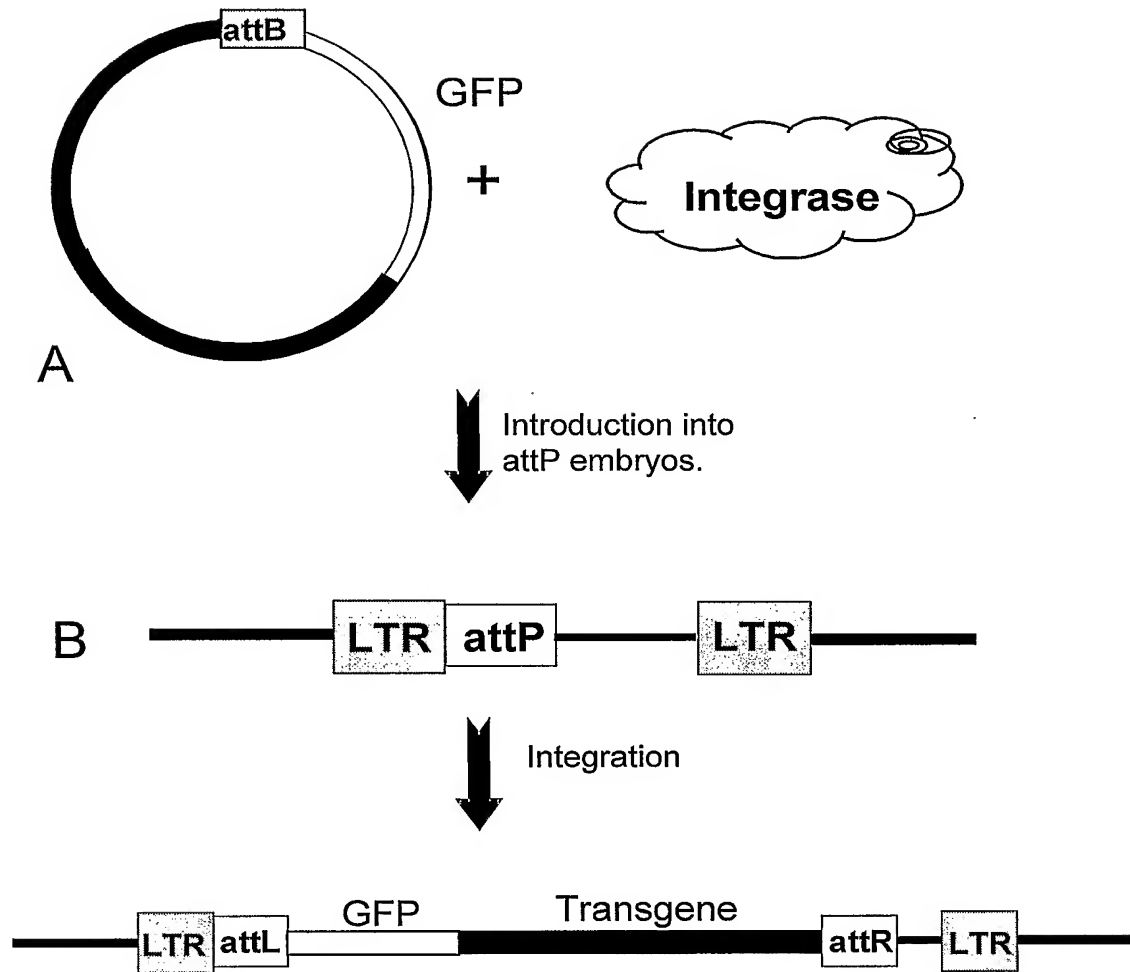 attB
GFP
+
Integrase
A
Introduction into
attP embryos.
B
LTR attP LTR
Integration
GFP Transgene
LTR attL attR LTR